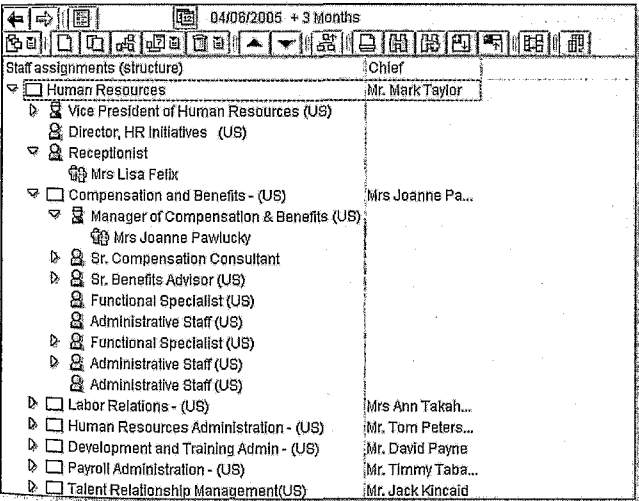 04/06/2005 + 3 Months
Staff assignments (structure) Chief
Human Resources Mr. Mark Taylor
Vice President of Human Resources (US)
Director, HR Initiatives (US)
Receptionist
Mrs Lisa Felix
Compensation and Benefits - (US) Mrs Joanne Pa...
Manager of Compensation & Benefits (US)
Mrs Joanne Pawlucky
Sr. Compensation Consultant
Sr. Benefits Advisor (US)
Functional Specialist (US)
Administrative Staff (US)
Functional Specialist (US)
Administrative Staff (US)
Administrative Staff (US)
Labor Relations - (US) Mrs Ann Takah...
Human Resources Administration - (US) Mr. Tom Peters...
Development and Training Admin - (US) Mr. David Payne
Payroll Administration - (US) Mr. Timmy Taba...
Talent Relationship Management(US) Mr. Jack Kincaid